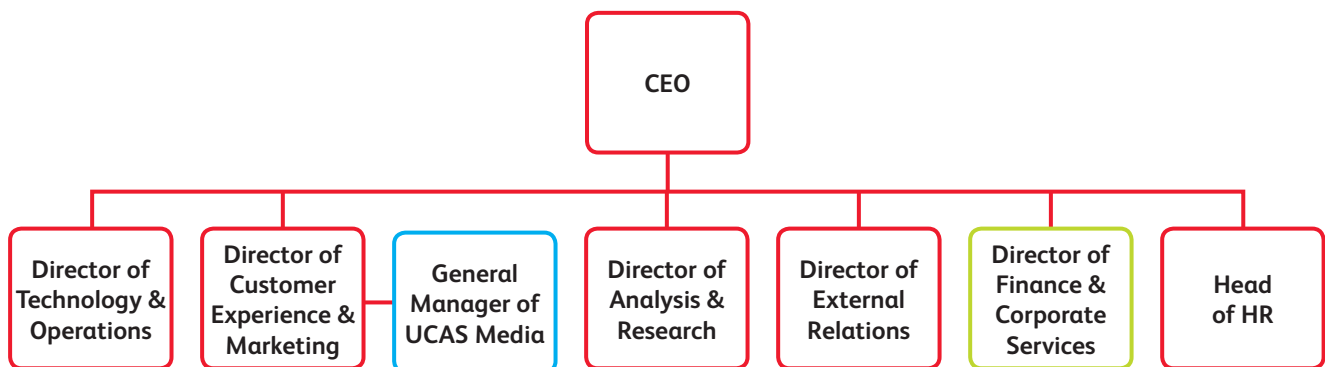 CEO
Director of
Technology &
Operations
Director of
Customer
Experience &
Marketing
General
Manager of
UCAS Media
Director of
Analysis &
Research
Director of
External
Relations
Director of
Finance &
Corporate
Services
Head
of HR